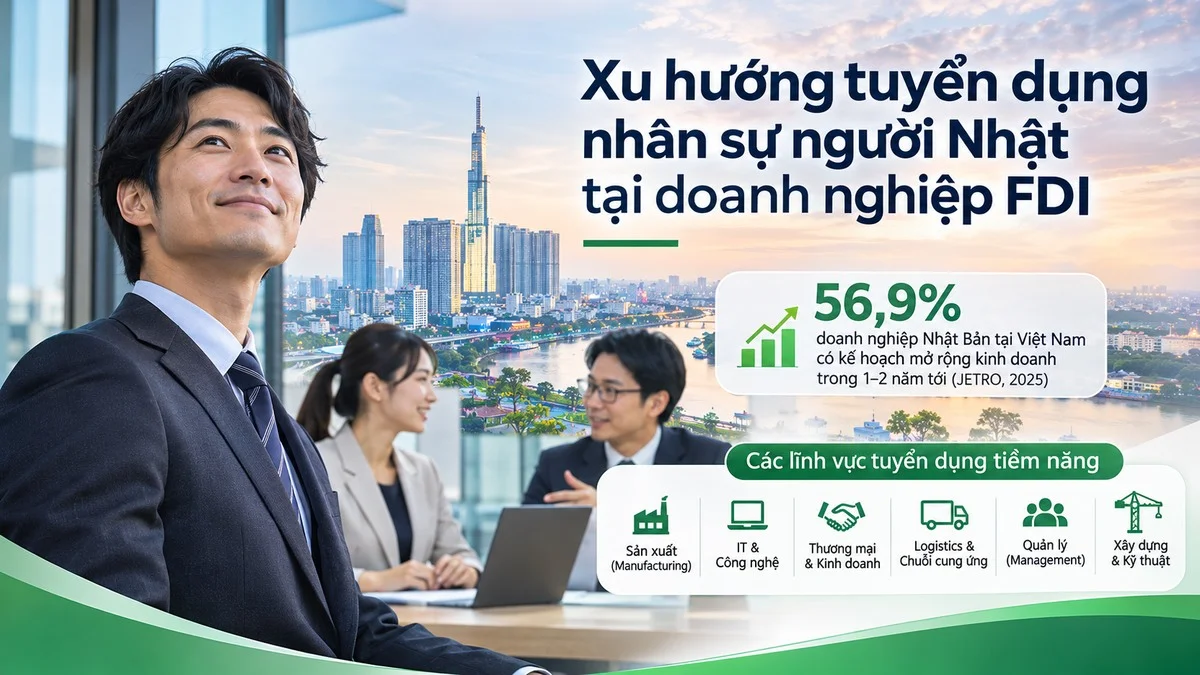 Xu hướng tuyển dụng
nhân sự người Nhật
tại doanh nghiệp FDI
56,9%
doanh nghiệp Nhật Bản tại Việt Nam
có kế hoạch mở rộng kinh doanh
trong 1–2 năm tới (JETRO, 2025)
Các lĩnh vực tuyển dụng tiềm năng
Sản xuất
(Manufacturing)
IT &
Công nghệ
Thương mại
& Kinh doanh
Logistics &
Chuỗi cung ứng
Quản lý
(Management)
Xây dựng
& Kỹ thuật